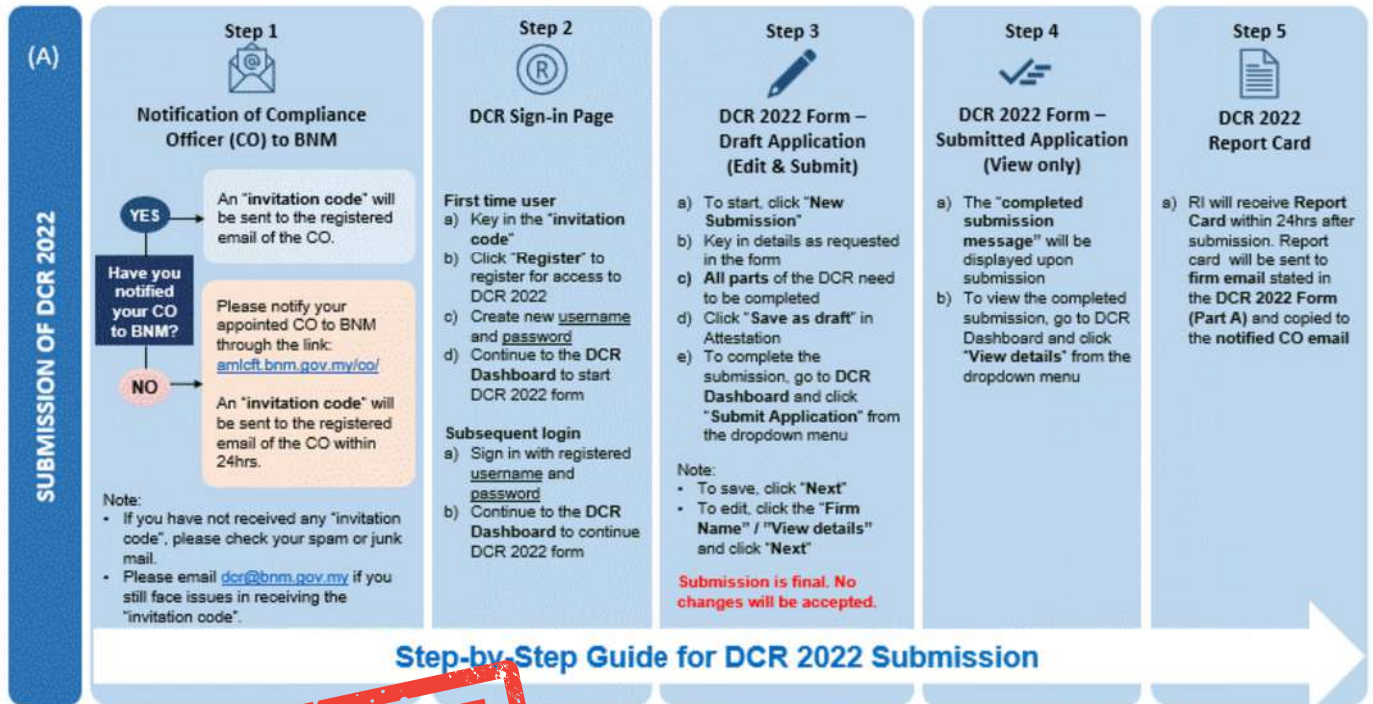 (A)
SUBMISSION OF DCR 2022
Step 1
Notification of Compliance
Officer (CO) to BNM
YES
An "invitation code" will
be sent to the registered
email of the CO.
Have you
notified
your CO
to BNM?
NO
Please notify your
appointed CO to BNM
through the link:
amlcft.bnm.gov.my/co/
An "invitation code" will
be sent to the registered
email of the CO within
24hrs.
Note:
• If you have not received any "invitation
code", please check your spam or junk
mail.
• Please email dcr@bnm.gov.my if you
still face issues in receiving the
"invitation code".
Step 2
R
DCR Sign-in Page
First time user
a) Key in the "invitation
code"
b) Click "Register" to
register for access to
DCR 2022
c) Create new username
and password
d) Continue to the DCR
Dashboard to start
DCR 2022 form
Subsequent login
a) Sign in with registered
username and
password
b) Continue to the DCR
Dashboard to continue
DCR 2022 form
Step 3
DCR 2022 Form –
Draft Application
(Edit & Submit)
a) To start, click "New
Submission"
b) Key in details as requested
in the form
c) All parts of the DCR need
to be completed
d) Click "Save as draft" in
Attestation
e) To complete the
submission, go to DCR
Dashboard and click
"Submit Application" from
the dropdown menu
Note:
• To save, click "Next"
• To edit, click the "Firm
Name" / "View details"
and click "Next"
Submission is final. No
changes will be accepted.
Step 4
DCR 2022 Form –
Submitted Application
(View only)
a) The "completed
submission
message" will be
displayed upon
submission
b) To view the completed
submission, go to DCR
Dashboard and click
"View details" from the
dropdown menu
Step 5
DCR 2022
Report Card
a) RI will receive Report
Card within 24hrs after
submission. Report
card will be sent to
firm email stated in
the DCR 2022 Form
(Part A) and copied to
the notified CO email
Step-by-Step Guide for DCR 2022 Submission